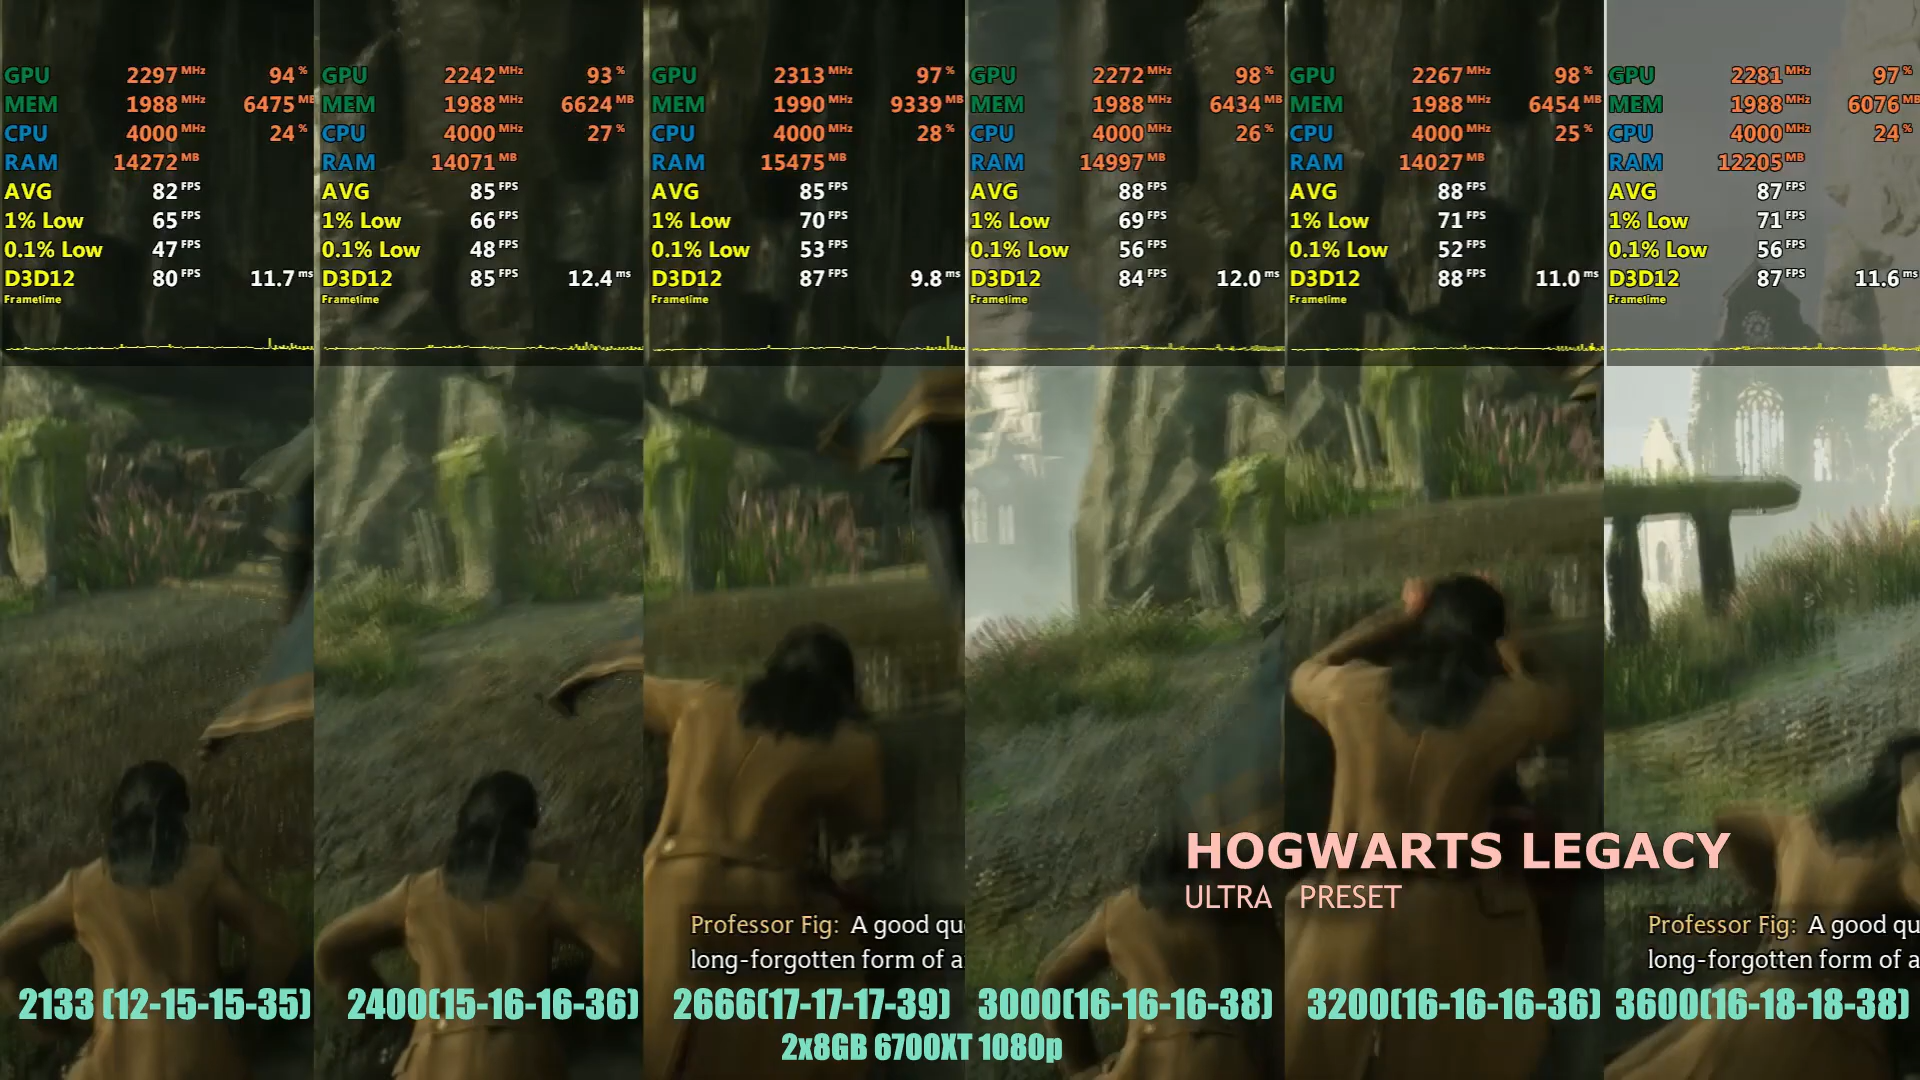 GPU 2297 MHz 94 %
MEM 1988 MHz 6475 MB
CPU 4000 MHz 24 %
RAM 14272 MB
AVG 82 FPS
1% Low 65 FPS
0.1% Low 47 FPS
D3D12 80 FPS 11.7 ms
Frametime
GPU 2242 MHz 93 %
MEM 1988 MHz 6624 MB
CPU 4000 MHz 27 %
RAM 14071 MB
AVG 85 FPS
1% Low 66 FPS
0.1% Low 48 FPS
D3D12 85 FPS 12.4 ms
Frametime
GPU 2313 MHz 97 %
MEM 1990 MHz 9339 MB
CPU 4000 MHz 28 %
RAM 15475 MB
AVG 85 FPS
1% Low 70 FPS
0.1% Low 53 FPS
D3D12 87 FPS 9.8 ms
Frametime
GPU 2272 MHz 98 %
MEM 1988 MHz 6434 MB
CPU 4000 MHz 26 %
RAM 14997 MB
AVG 88 FPS
1% Low 69 FPS
0.1% Low 56 FPS
D3D12 84 FPS 12.0 ms
Frametime
GPU 2267 MHz 98 %
MEM 1988 MHz 6454 MB
CPU 4000 MHz 25 %
RAM 14027 MB
AVG 88 FPS
1% Low 71 FPS
0.1% Low 52 FPS
D3D12 88 FPS 11.0 ms
Frametime
GPU 2281 MHz 97 %
MEM 1988 MHz 6076 MB
CPU 4000 MHz 24 %
RAM 12205 MB
AVG 87 FPS
1% Low 71 FPS
0.1% Low 56 FPS
D3D12 87 FPS 11.6 ms
Frametime
HOGWARTS LEGACY
ULTRA PRESET
Professor Fig: A good qu
long-forgotten form of a
Professor Fig: A good qu
long-forgotten form of a
2133 (12-15-15-35) 2400(15-16-16-36) 2666(17-17-17-39) 3000(16-16-16-38) 3200(16-16-16-36) 3600(16-18-18-38)
2x8GB 6700XT 1080p